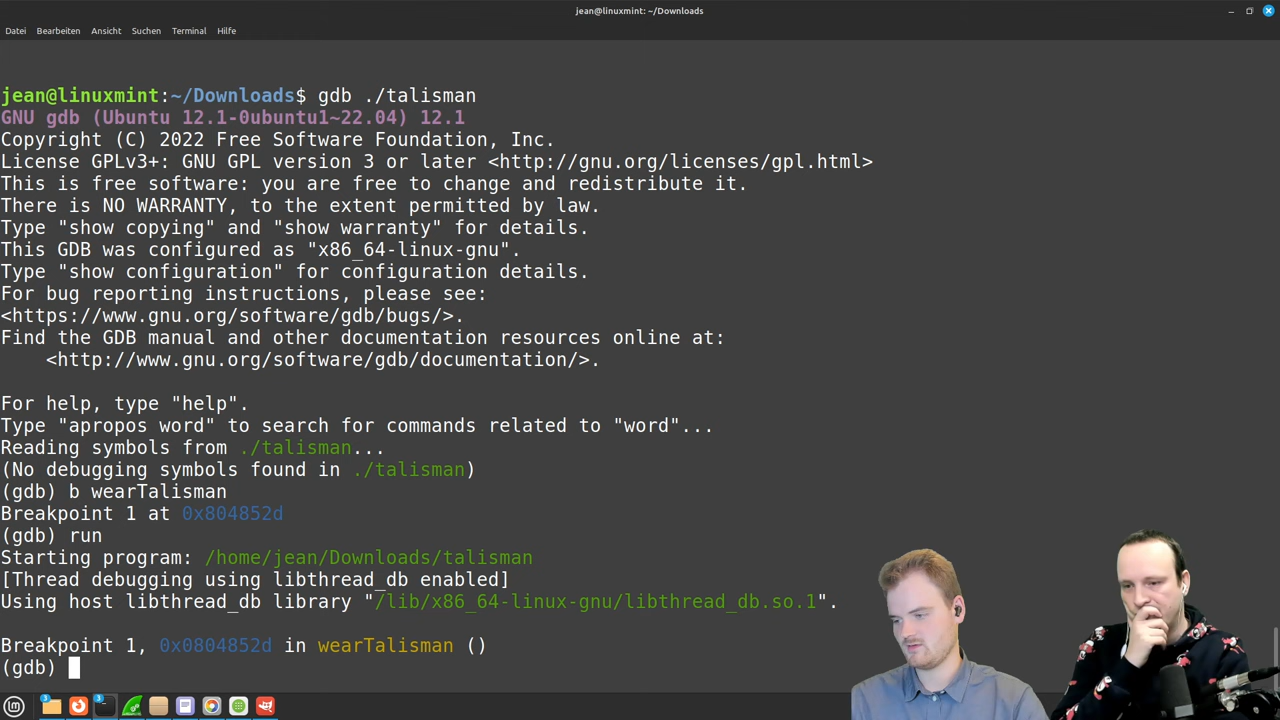 jean@linuxmint: ~/Downloads
Datei Bearbeiten Ansicht Suchen Terminal Hilfe
jean@linuxmint:~/Downloads$ gdb ./talisman
GNU gdb (Ubuntu 12.1-0ubuntu1~22.04) 12.1
Copyright (C) 2022 Free Software Foundation, Inc.
License GPLv3+: GNU GPL version 3 or later <http://gnu.org/licenses/gpl.html>
This is free software: you are free to change and redistribute it.
There is NO WARRANTY, to the extent permitted by law.
Type "show copying" and "show warranty" for details.
This GDB was configured as "x86_64-linux-gnu".
Type "show configuration" for configuration details.
For bug reporting instructions, please see:
<https://www.gnu.org/software/gdb/bugs/>.
Find the GDB manual and other documentation resources online at:
    <http://www.gnu.org/software/gdb/documentation/>.
For help, type "help".
Type "apropos word" to search for commands related to "word"...
Reading symbols from ./talisman...
(No debugging symbols found in ./talisman)
(gdb) b wearTalisman
Breakpoint 1 at 0x804852d
(gdb) run
Starting program: /home/jean/Downloads/talisman
[Thread debugging using libthread_db enabled]
Using host libthread_db library "/lib/x86_64-linux-gnu/libthread_db.so.1".
Breakpoint 1, 0x0804852d in wearTalisman ()
(gdb)
3 3